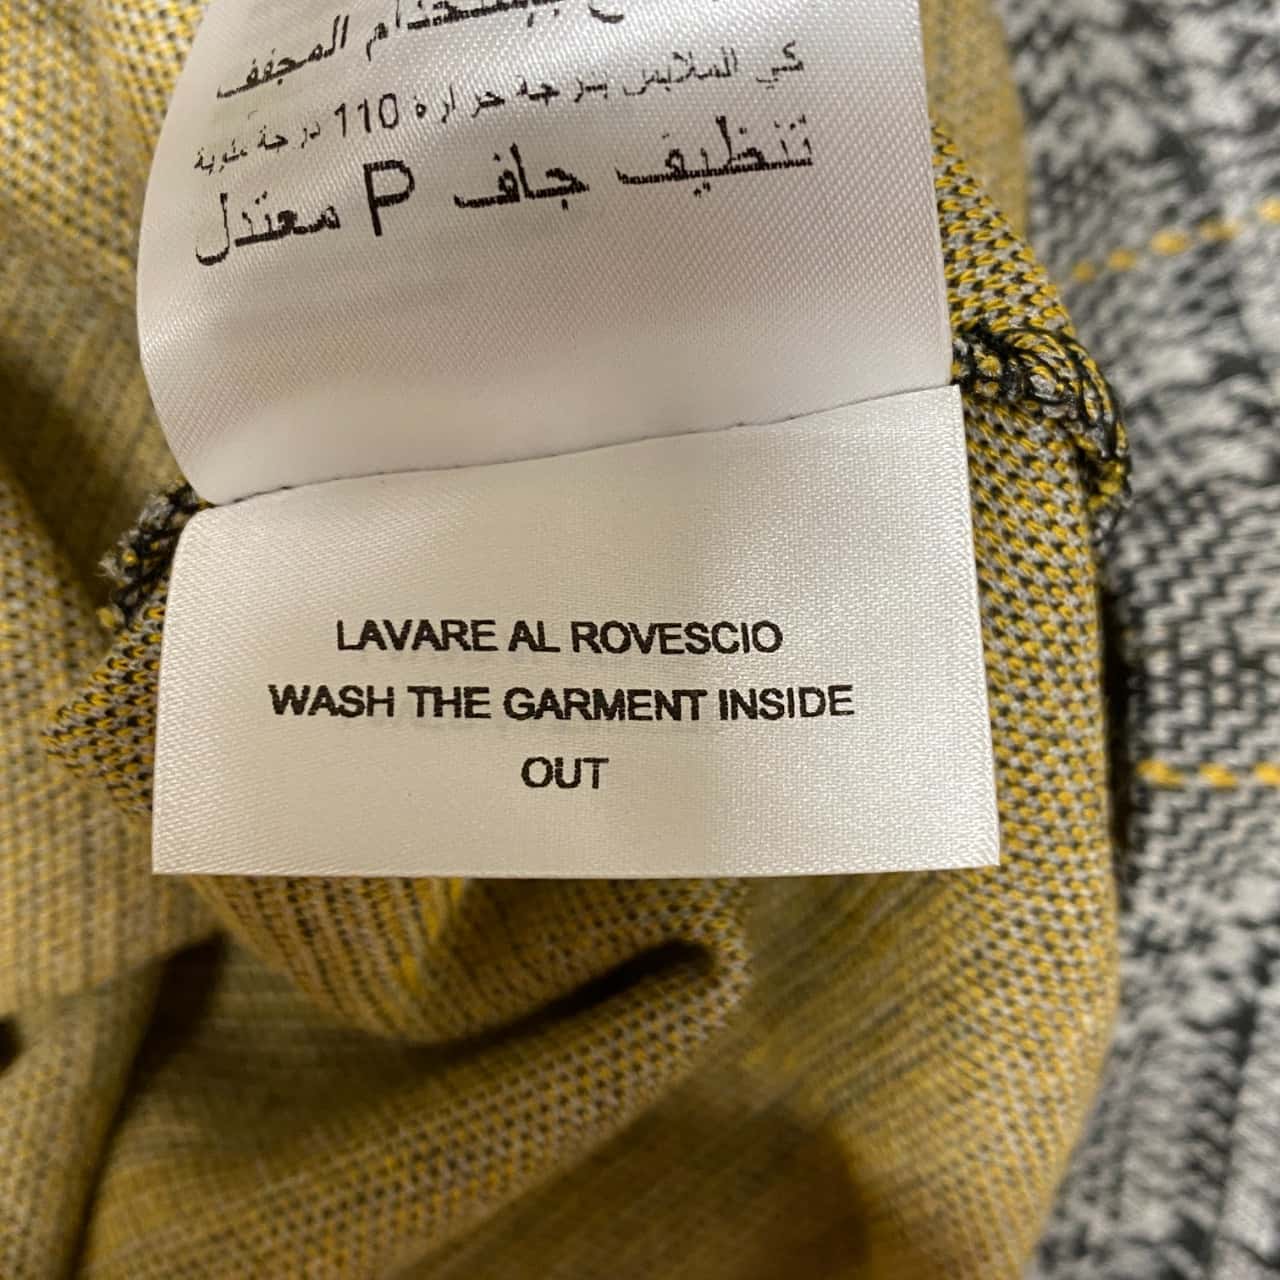 المجفف
كي الملابس بدرجة حرارة 110 درجة مئوية
تنظيف جاف P معتدل
LAVARE AL ROVESCIO
WASH THE GARMENT INSIDE
OUT